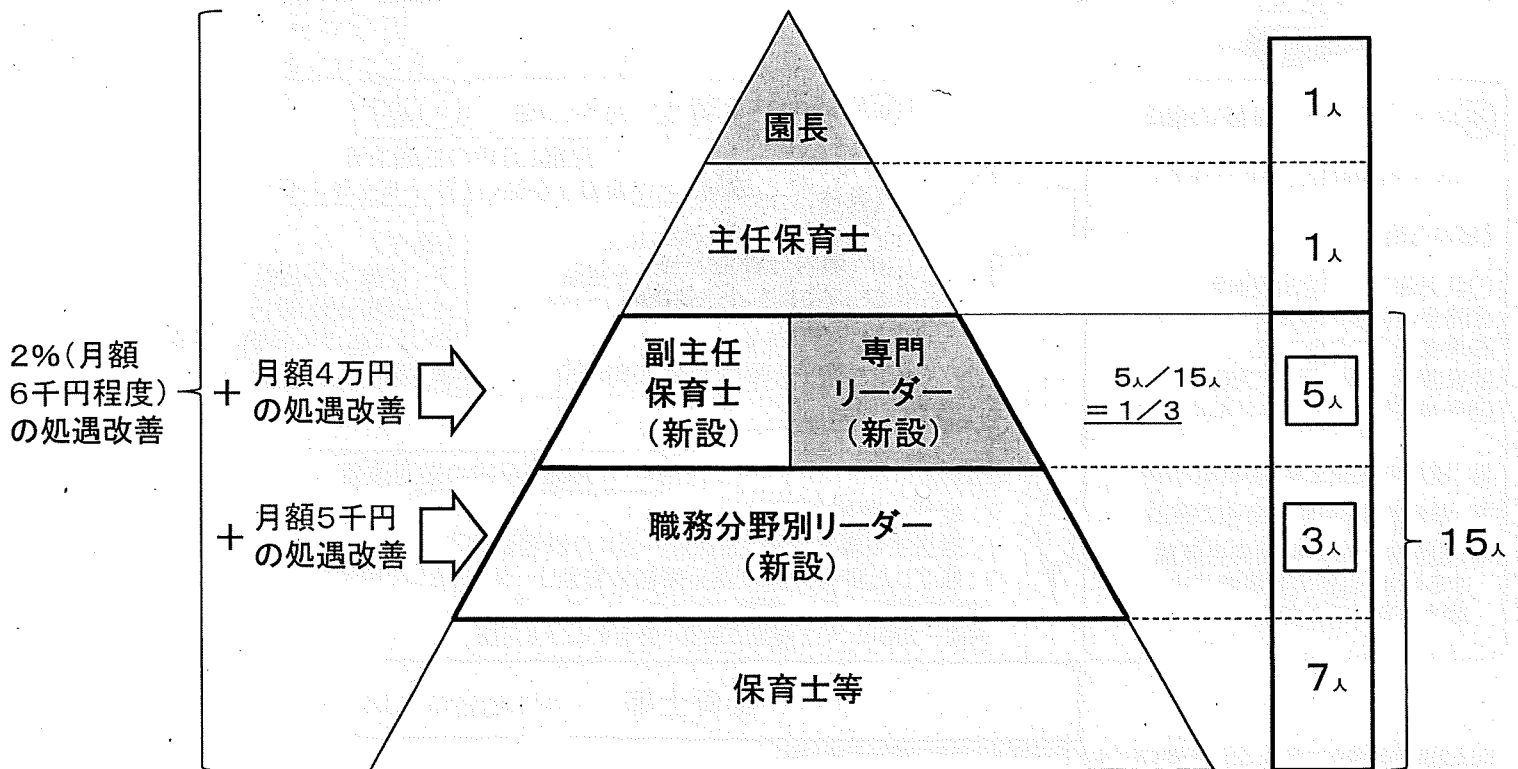 園長
1人
主任保育士
1人
2%(月額
6千円程度)
の処遇改善
+ 月額4万円
の処遇改善
副主任
保育士
(新設)
専門
リーダー
(新設)
5人/15人
=1/3
5人
+ 月額5千円
の処遇改善
職務分野別リーダー
(新設)
3人
15人
保育士等
7人